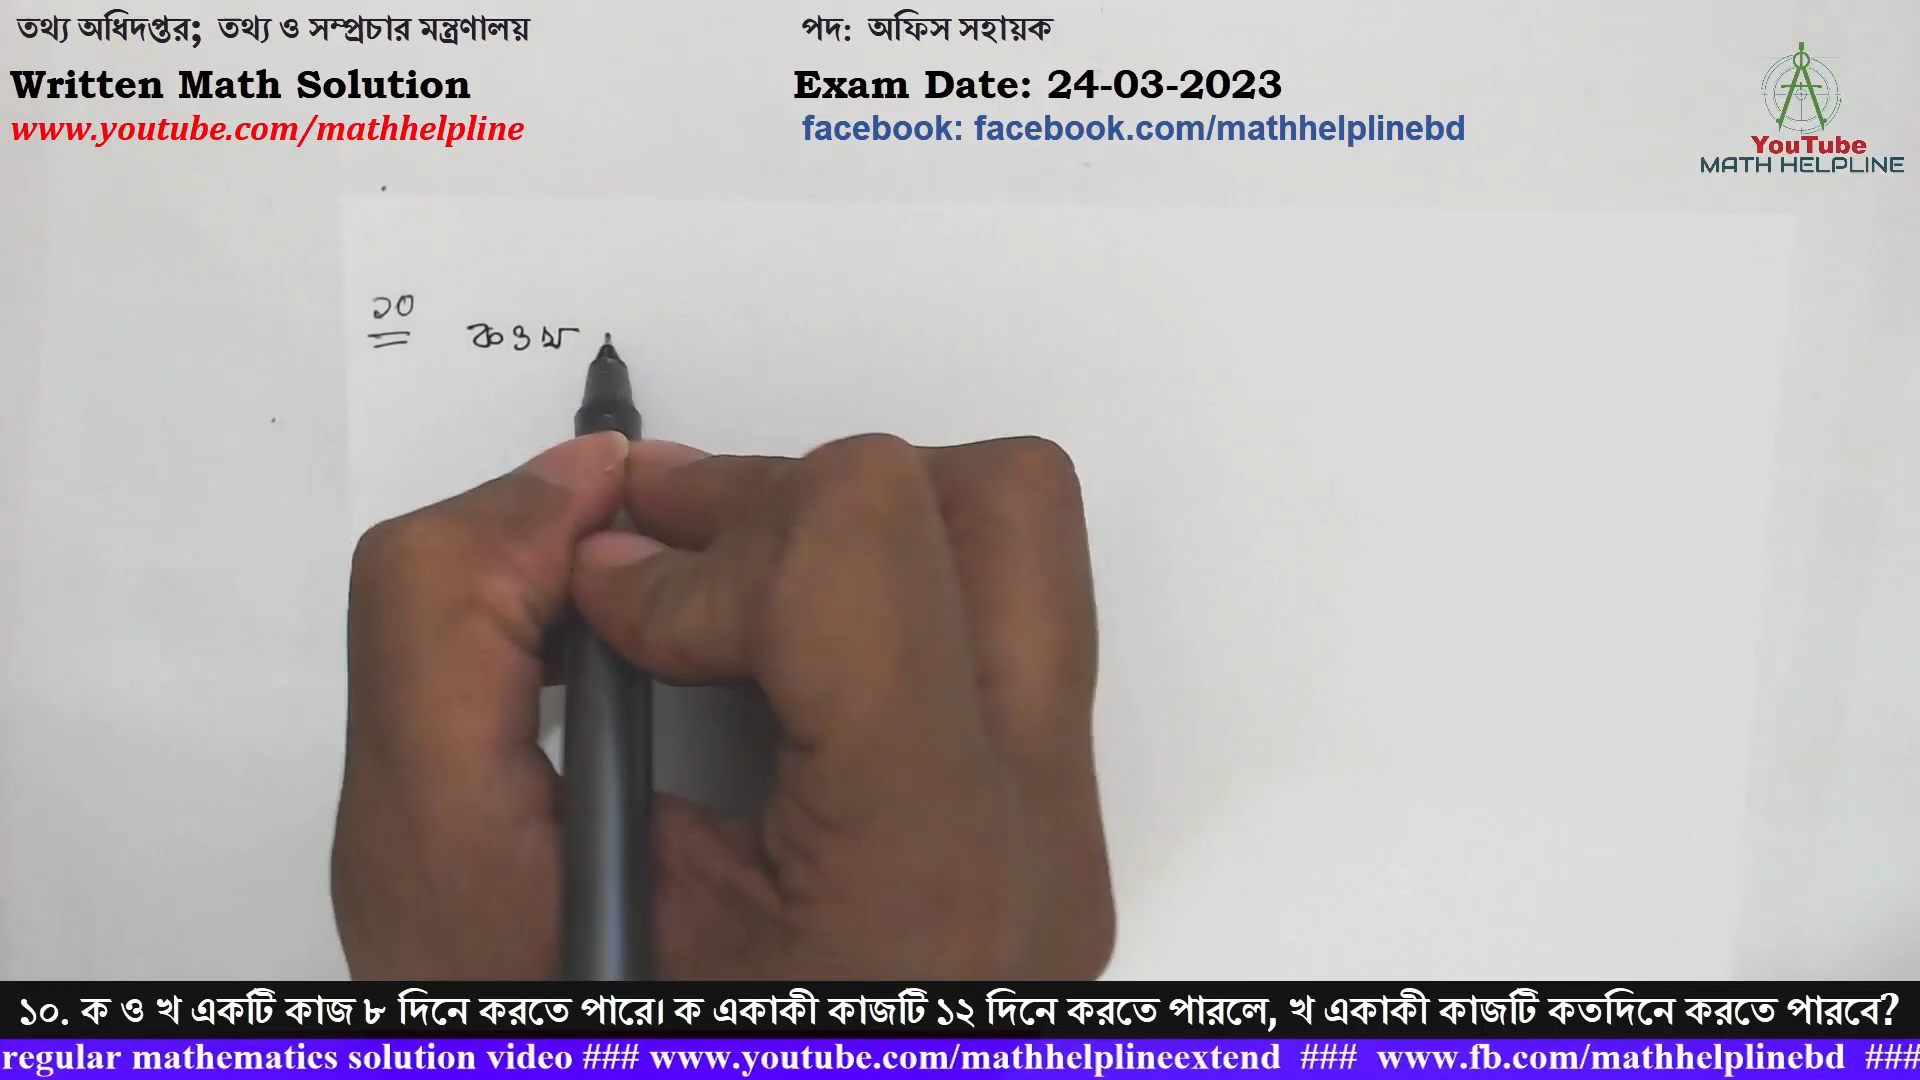 তথ্য অধিদপ্তর; তথ্য ও সম্প্রচার মন্ত্রণালয়
পদ: অফিস সহায়ক
Written Math Solution
Exam Date: 24-03-2023
www.youtube.com/mathhelpline
facebook: facebook.com/mathhelplinebd
YouTube
MATH HELPLINE
১০
ক ও খ
১০. ক ও খ একটি কাজ ৮ দিনে করতে পারে। ক একাকী কাজটি ১২ দিনে করতে পারলে, খ একাকী কাজটি কতদিনে করতে পারবে?
regular mathematics solution video ### www.youtube.com/mathhelplineextend ### www.fb.com/mathhelplinebd ###